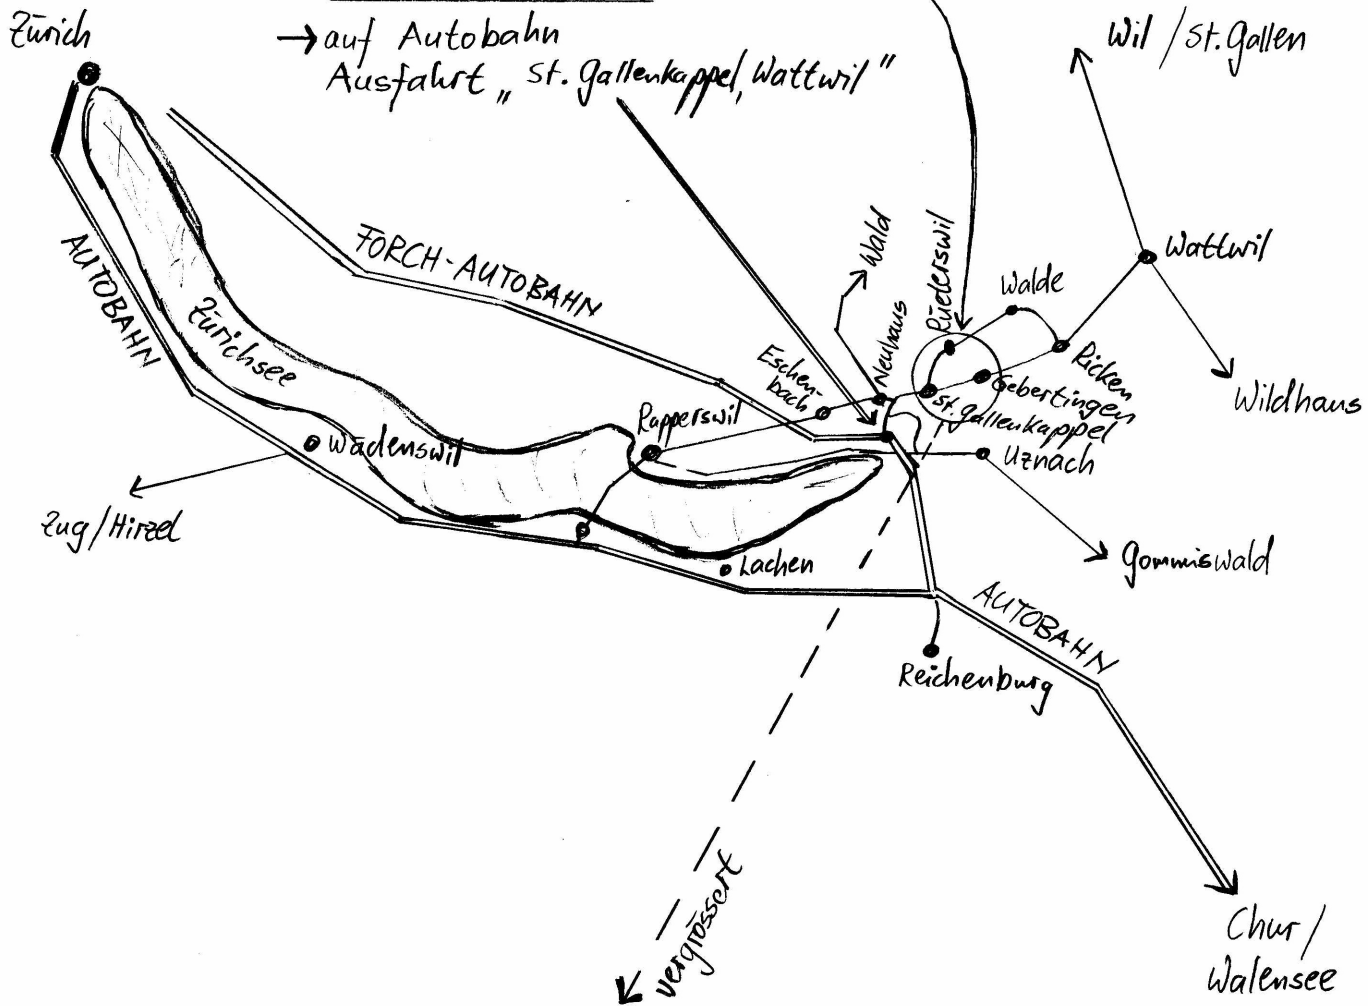 Zürich
→ auf Autobahn
Ausfahrt „ St. Gallenkappel, Wattwil "
Wil / St. Gallen
FORCH-AUTOBAHN
AUTOBAHN
Zürichsee
Wald
Neuhaus
Rüeterswil
Walde
Wattwil
Eschen-
bach
Ricken
Gebertingen
St. Gallenkappel
Wildhaus
Rapperswil
Uznach
Wädenswil
Zug/Hirzel
Lachen
Gommiswald
AUTOBAHN
Reichenburg
vergrössert
Chur /
Walensee